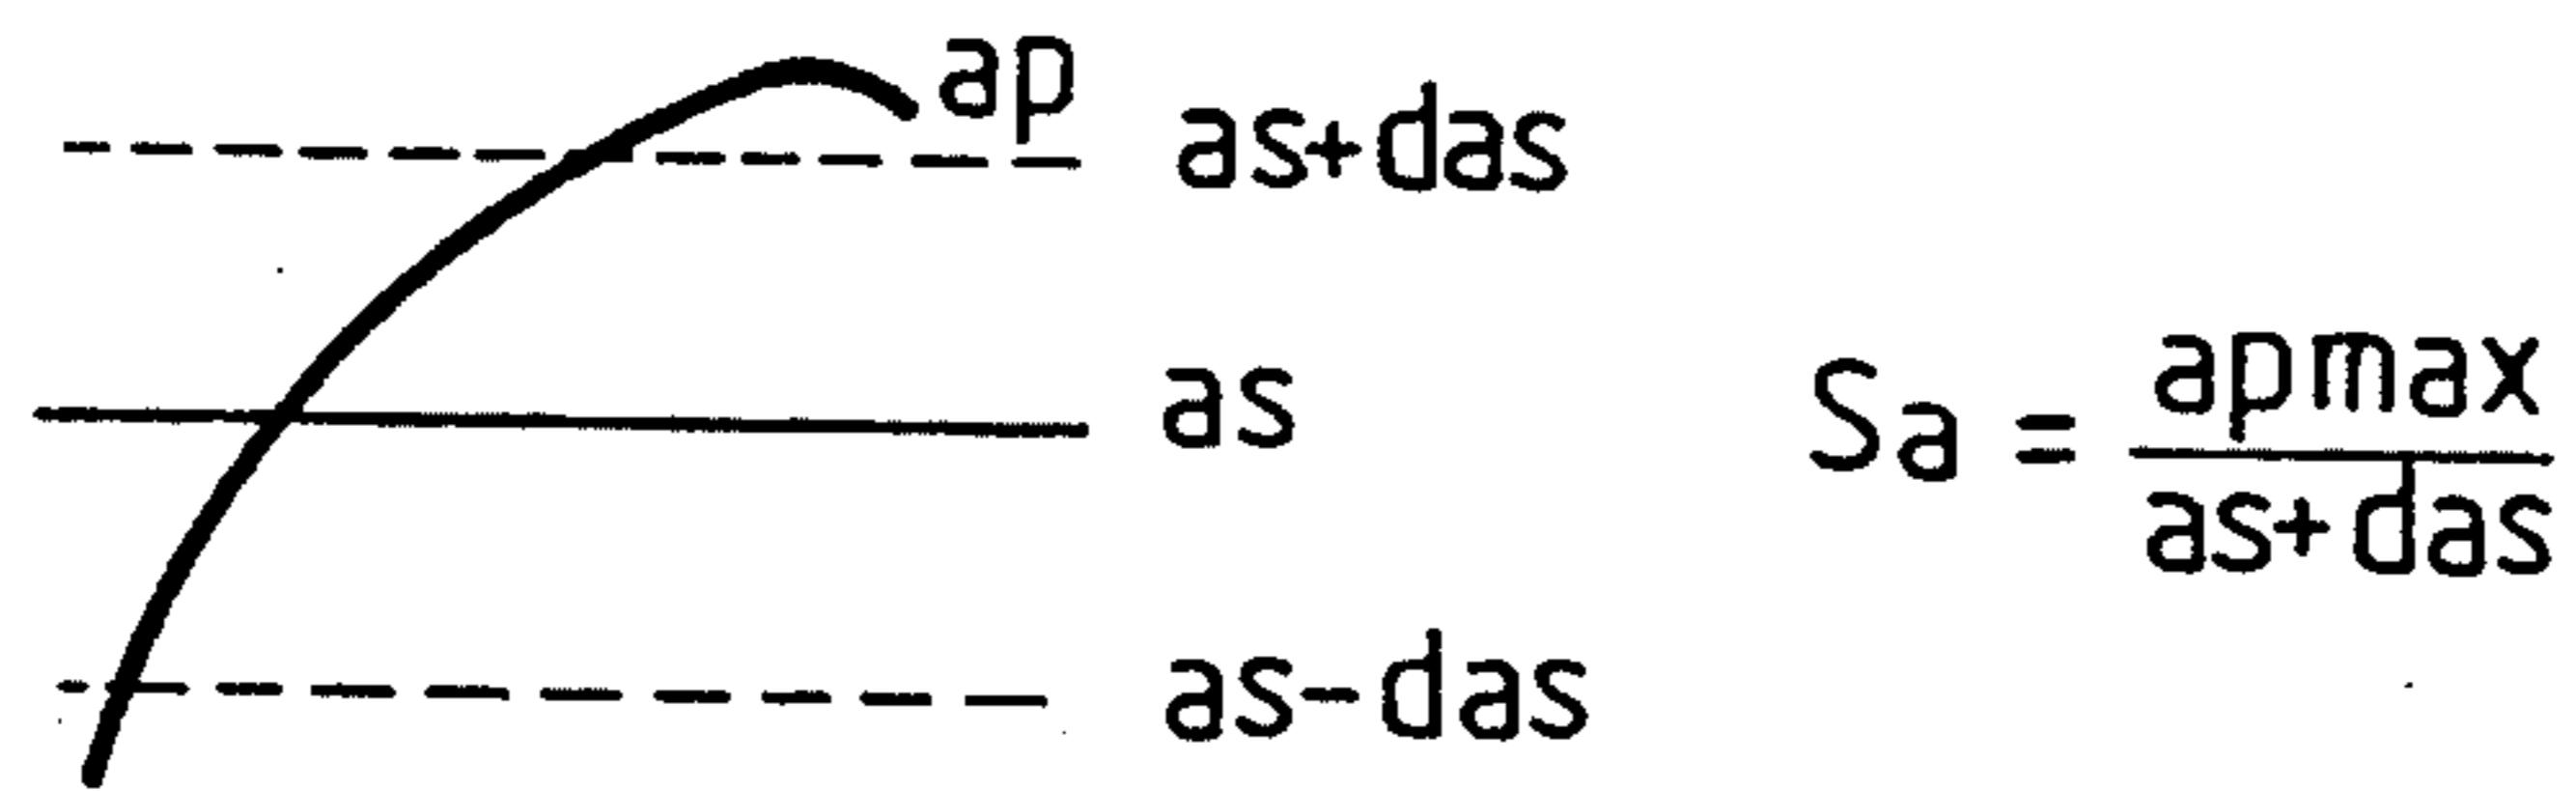 ap
as+das
as
Sa = apmax
as+das
as-das